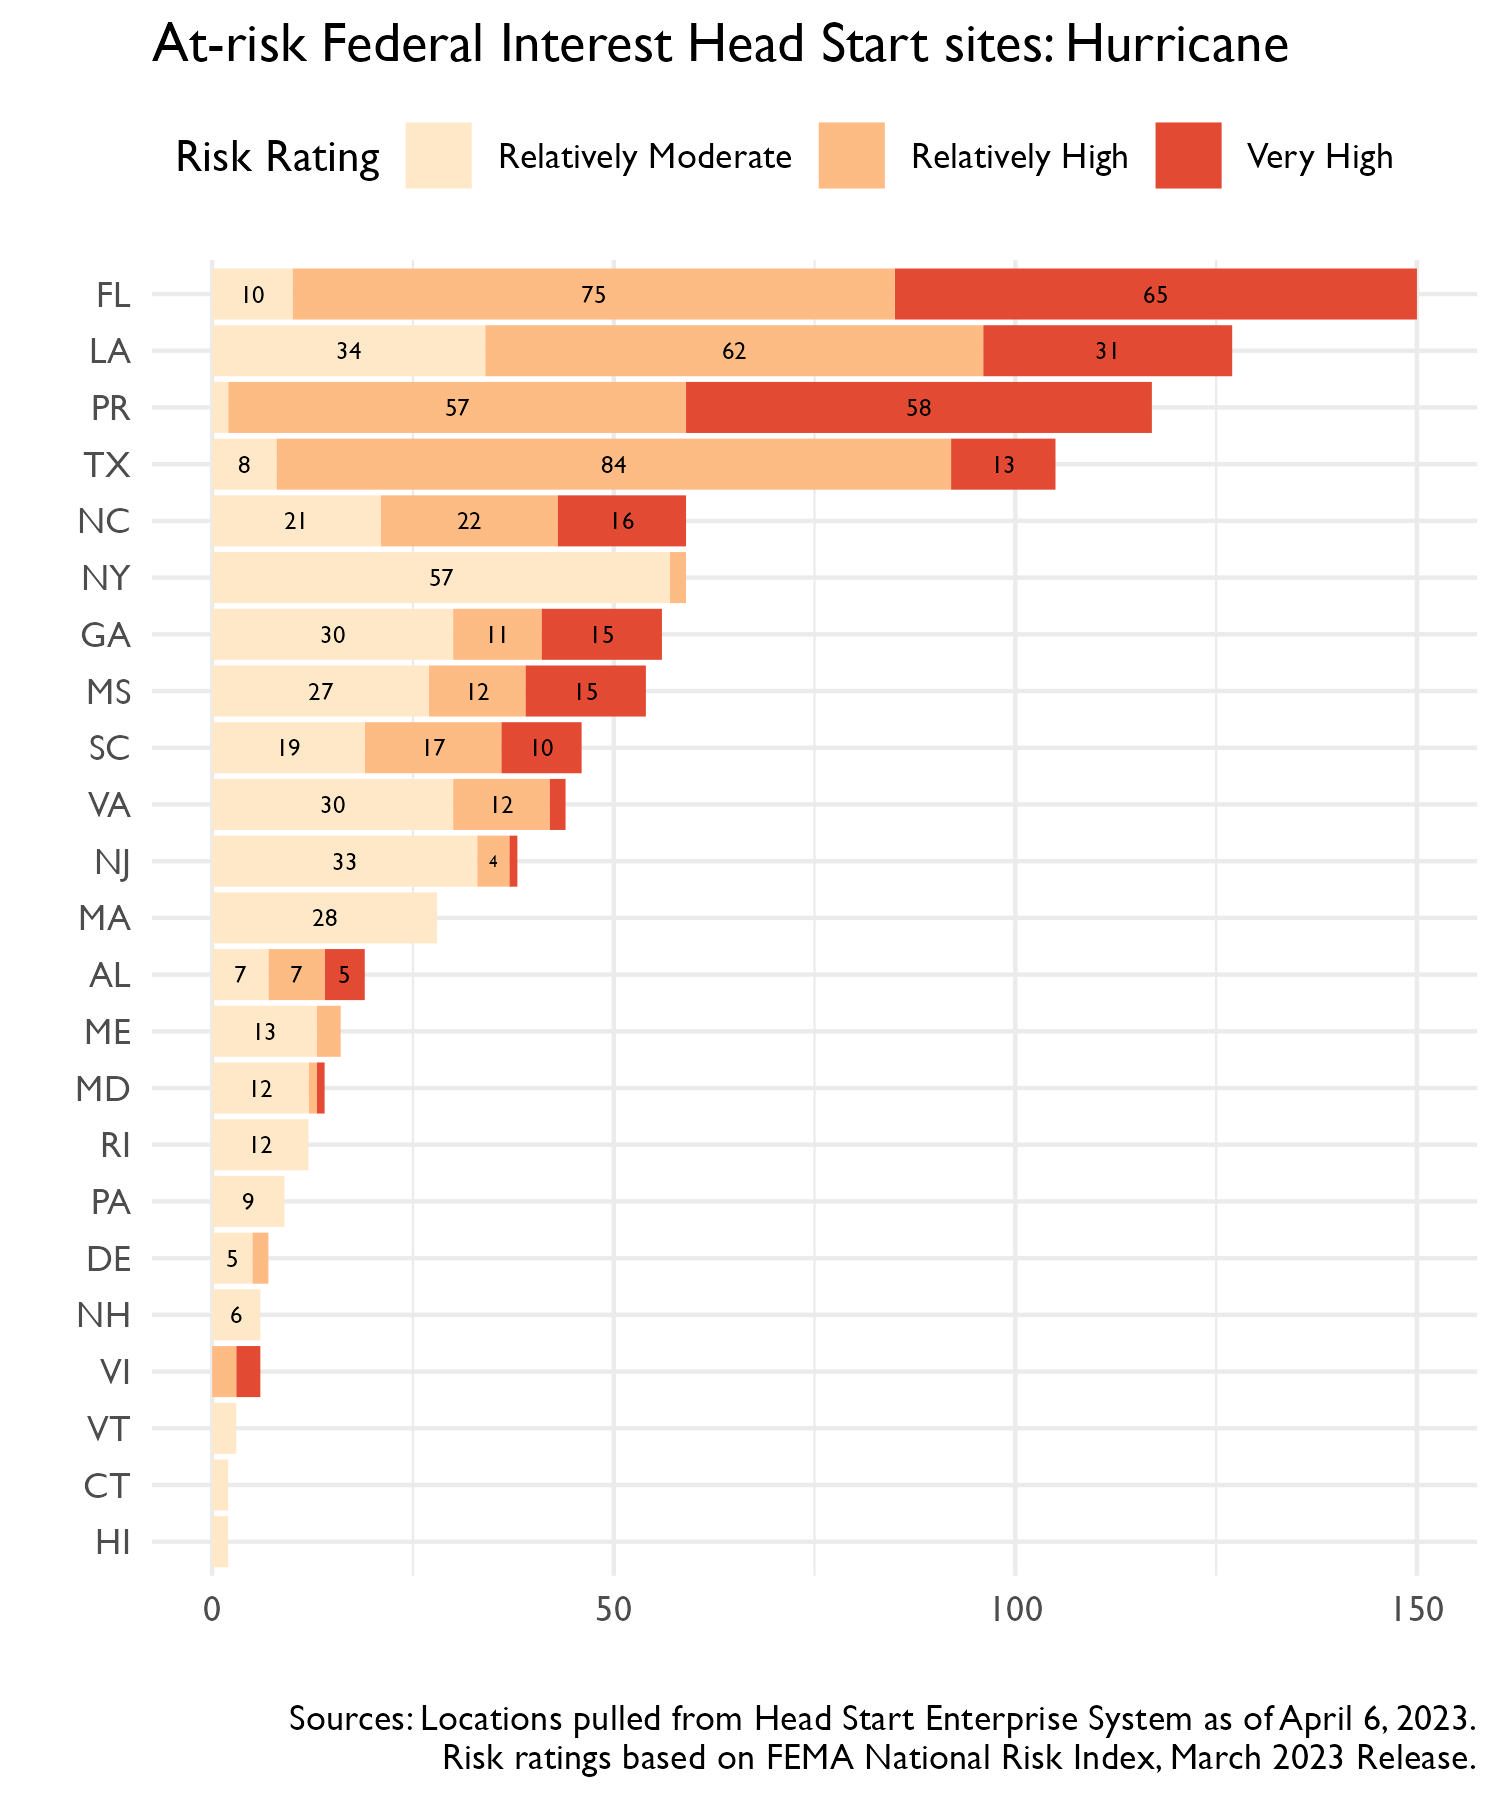 At-risk Federal Interest Head Start sites: Hurricane
Risk Rating Relatively Moderate Relatively High Very High
FL 10 75 65
LA 34 62 31
PR 57 58
TX 8 84 13
NC 21 22 16
NY 57
GA 30 11 15
MS 27 12 15
SC 19 17 10
VA 30 12
NJ 33 4
MA 28
AL 7 7 5
ME 13
MD 12
RI 12
PA 9
DE 5
NH 6
VI
VT
CT
HI
0 50 100 150
Sources: Locations pulled from Head Start Enterprise System as of April 6, 2023.
Risk ratings based on FEMA National Risk Index, March 2023 Release.